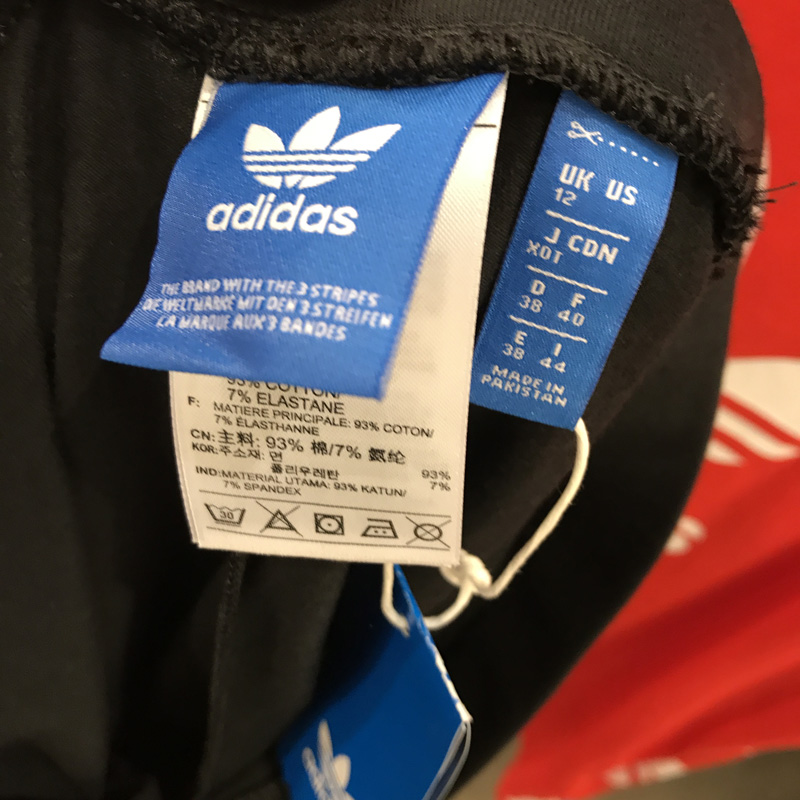 adidas
THE BRAND WITH THE 3 STRIPES
DIE WELTMARKE MIT DEN 3 STREIFEN
LA MARQUE AUX 3 BANDES
93% COTTON/
7% ELASTANE
F: MATIERE PRINCIPALE: 93% COTON/
7% ÉLASTHANNE
CN: 主料: 93% 棉/7% 氨纶
KOR: 주소재: 면 93%
폴리우레탄 7%
IND: MATERIAL UTAMA: 93% KATUN/
7% SPANDEX
30
UK US
12
J CDN
XOT
D F
38 40
E I
38 44
MADE IN
PAKISTAN